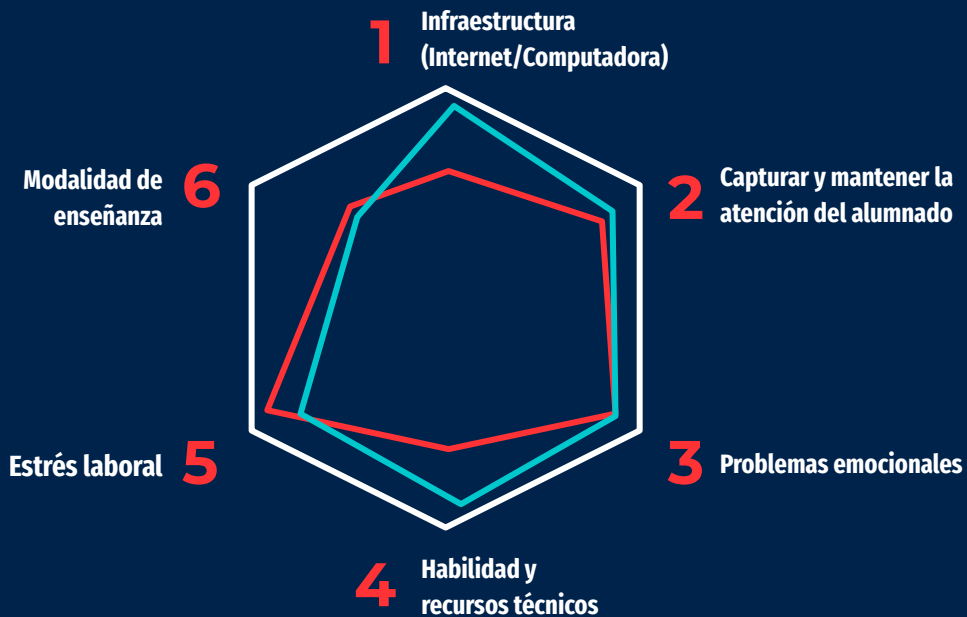 1
Infraestructura
(Internet/Computadora)
2
Capturar y mantener la
atención del alumnado
3
Problemas emocionales
4
Habilidad y
recursos técnicos
5
Estrés laboral
6
Modalidad de
enseñanza